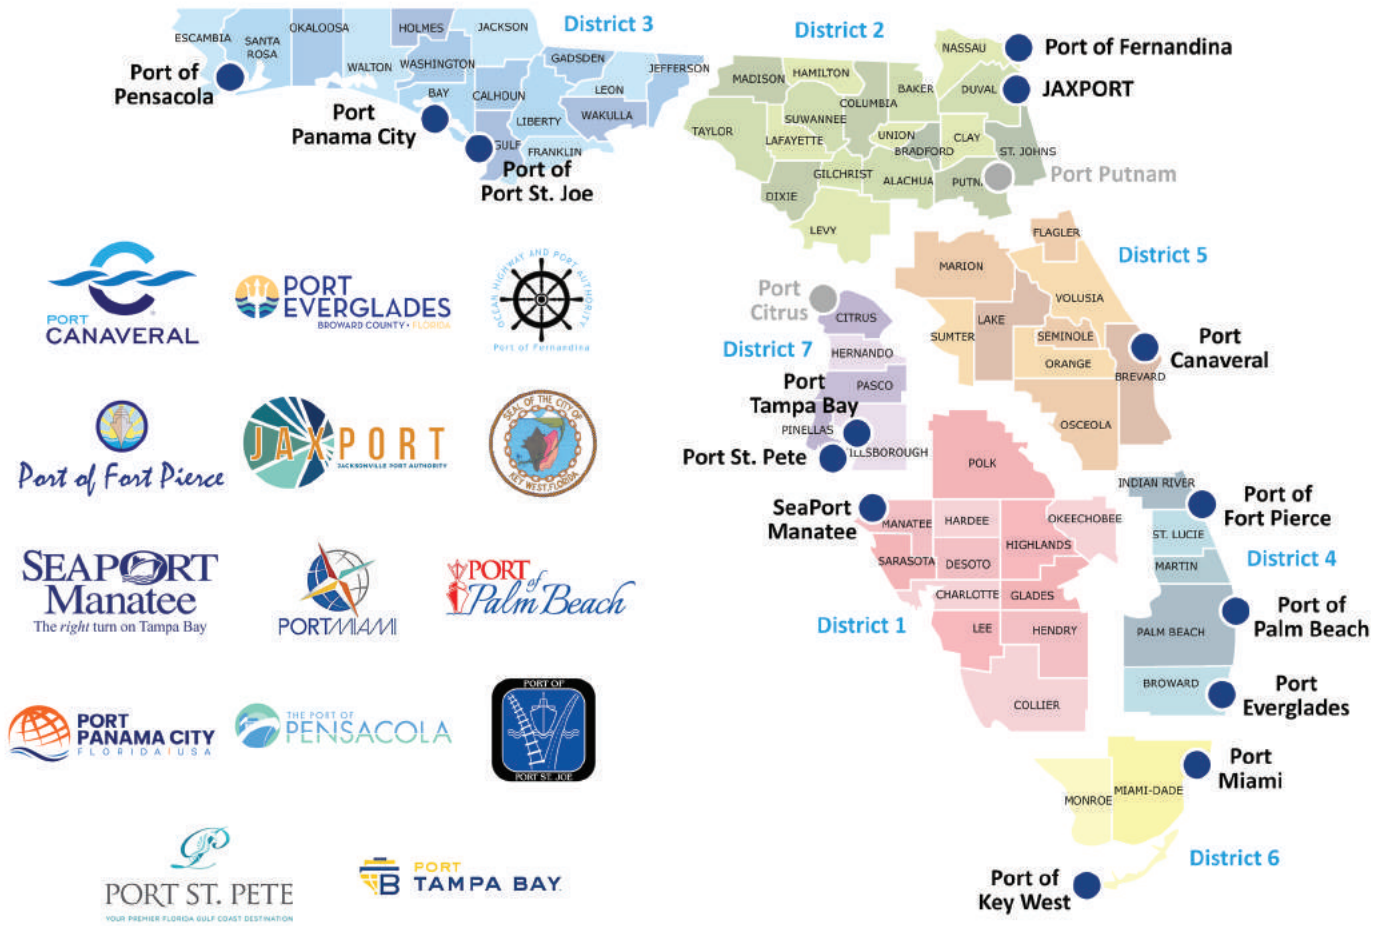 District 3
ESCAMBIA
SANTA
ROSA
OKALOOSA
WALTON
HOLMES
WASHINGTON
JACKSON
BAY
CALHOUN
GULF
LIBERTY
GADSDEN
FRANKLIN
LEON
WAKULLA
JEFFERSON
Port of
Pensacola
Port
Panama City
Port of
Port St. Joe
District 2
MADISON
HAMILTON
TAYLOR
SUWANNEE
LAFAYETTE
COLUMBIA
BAKER
NASSAU
DUVAL
UNION
BRADFORD
CLAY
ST. JOHNS
GILCHRIST
ALACHUA
PUTN
DIXIE
LEVY
Port of Fernandina
JAXPORT
Port Putnam
District 5
FLAGLER
MARION
VOLUSIA
LAKE
SUMTER
SEMINOLE
ORANGE
BREVARD
OSCEOLA
Port
Canaveral
Port
Citrus
District 7
CITRUS
HERNANDO
PASCO
PINELLAS
ILLSBOROUGH
Port
Tampa Bay
Port St. Pete
SeaPort
Manatee
District 1
POLK
MANATEE
HARDEE
OKEECHOBEE
HIGHLANDS
SARASOTA
DESOTO
CHARLOTTE
GLADES
LEE
HENDRY
COLLIER
District 4
INDIAN RIVER
ST. LUCIE
MARTIN
PALM BEACH
BROWARD
Port of
Fort Pierce
Port of
Palm Beach
Port
Everglades
District 6
MONROE
MIAMI-DADE
Port
Miami
Port of
Key West
PORT
CANAVERAL
®
PORT
EVERGLADES
BROWARD COUNTY • FLORIDA
OCEAN HIGHWAY AND PORT AUTHORITY
Port of Fernandina
Port of Fort Pierce
JAXPORT
JACKSONVILLE PORT AUTHORITY
SEAL OF THE CITY OF
KEY WEST, FLORIDA
SEAPORT
Manatee
The right turn on Tampa Bay
PORTMIAMI
PORT
of
Palm Beach
PORT
PANAMA CITY
FLORIDA | USA
THE PORT OF
PENSACOLA
PORT OF
PORT ST. JOE
PORT ST. PETE
YOUR PREMIER FLORIDA GULF COAST DESTINATION
B
PORT
TAMPA BAY